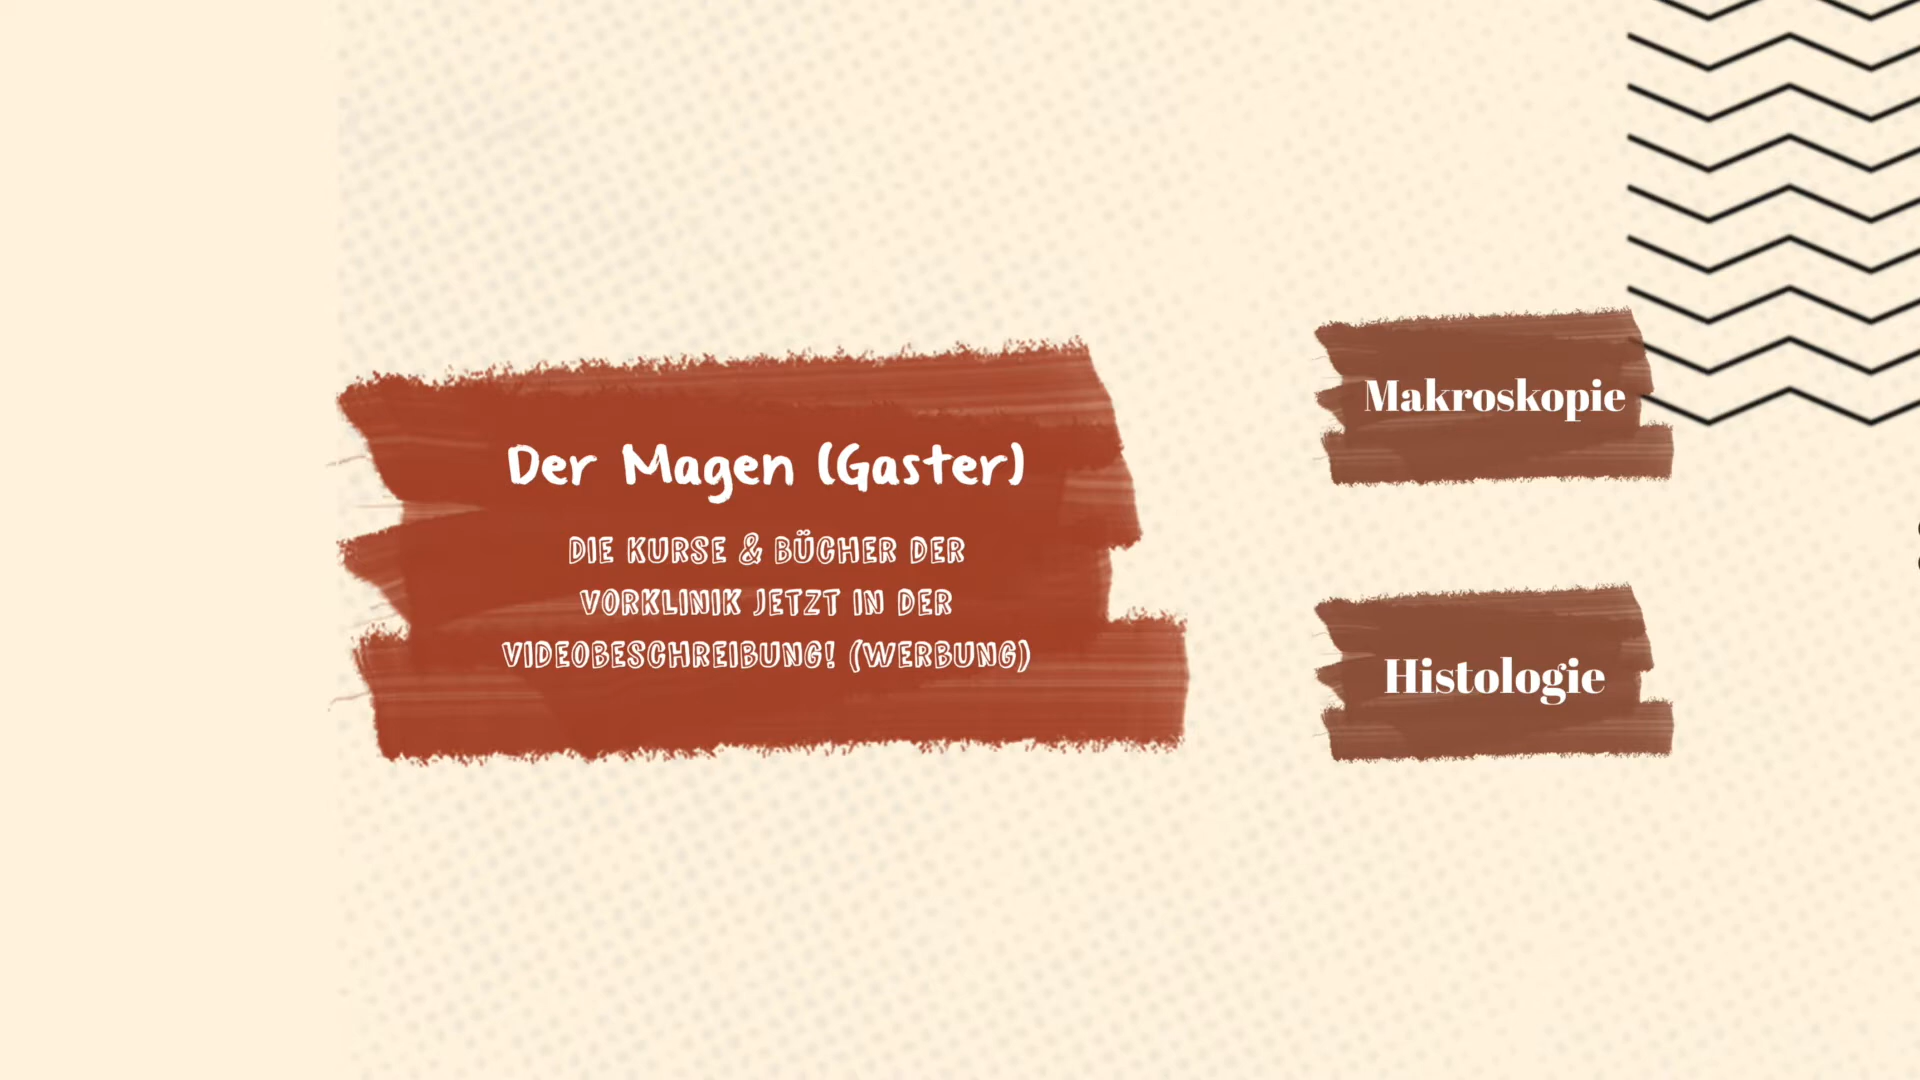 Der Magen (Gaster)
DIE KURSE & BÜCHER DER
VORKLINIK JETZT IN DER
VIDEOBESCHREIBUNG! (WERBUNG)
Makroskopie
Histologie